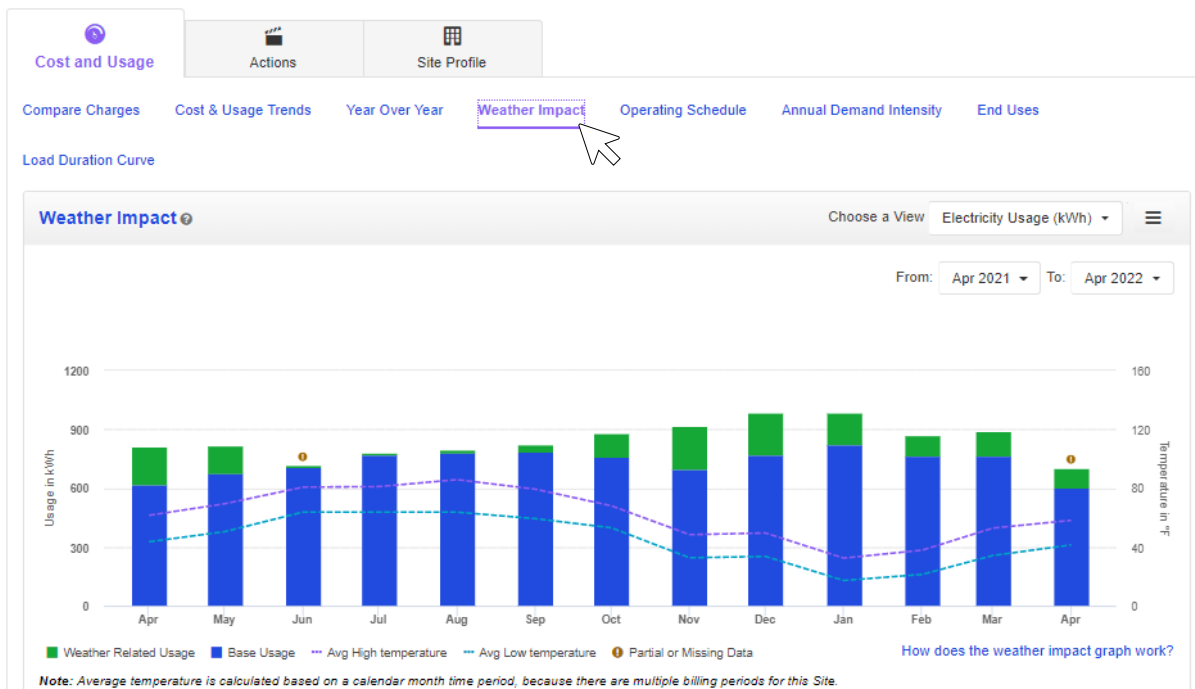 Cost and Usage
Actions
Site Profile
Compare Charges
Cost & Usage Trends
Year Over Year
Weather Impact
Operating Schedule
Annual Demand Intensity
End Uses
Load Duration Curve
Weather Impact
Choose a View
Electricity Usage (kWh)
From:
Apr 2021
To:
Apr 2022
1200
900
600
300
0
Usage in kWh
160
120
80
40
0
Temperature in °F
Apr
May
Jun
Jul
Aug
Sep
Oct
Nov
Dec
Jan
Feb
Mar
Apr
Weather Related Usage
Base Usage
Avg High temperature
Avg Low temperature
Partial or Missing Data
How does the weather impact graph work?
Note: Average temperature is calculated based on a calendar month time period, because there are multiple billing periods for this Site.